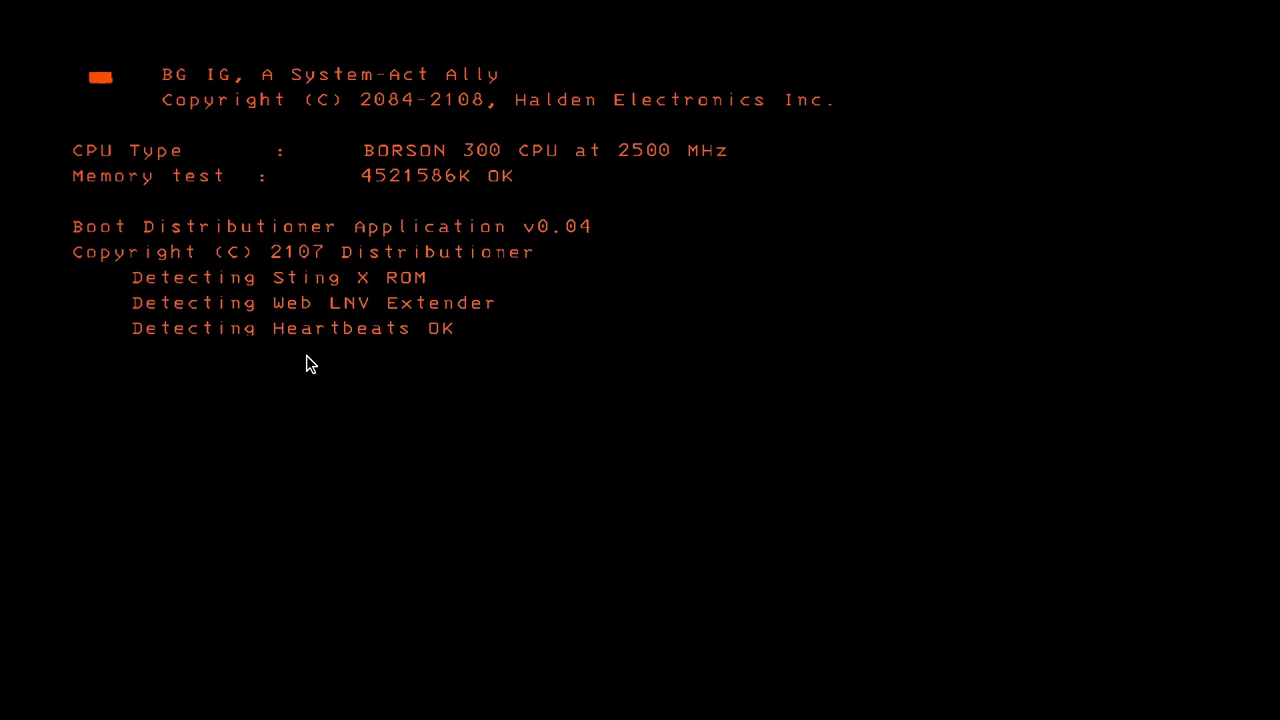 BG IG, A System-Act Ally
Copyright (C) 2084-2108, Halden Electronics Inc.
CPU Type : BORSON 300 CPU at 2500 MHz
Memory test : 4521586K OK
Boot Distributioner Application v0.04
Copyright (C) 2107 Distributioner
Detecting Sting X ROM
Detecting Web LNV Extender
Detecting Heartbeats OK